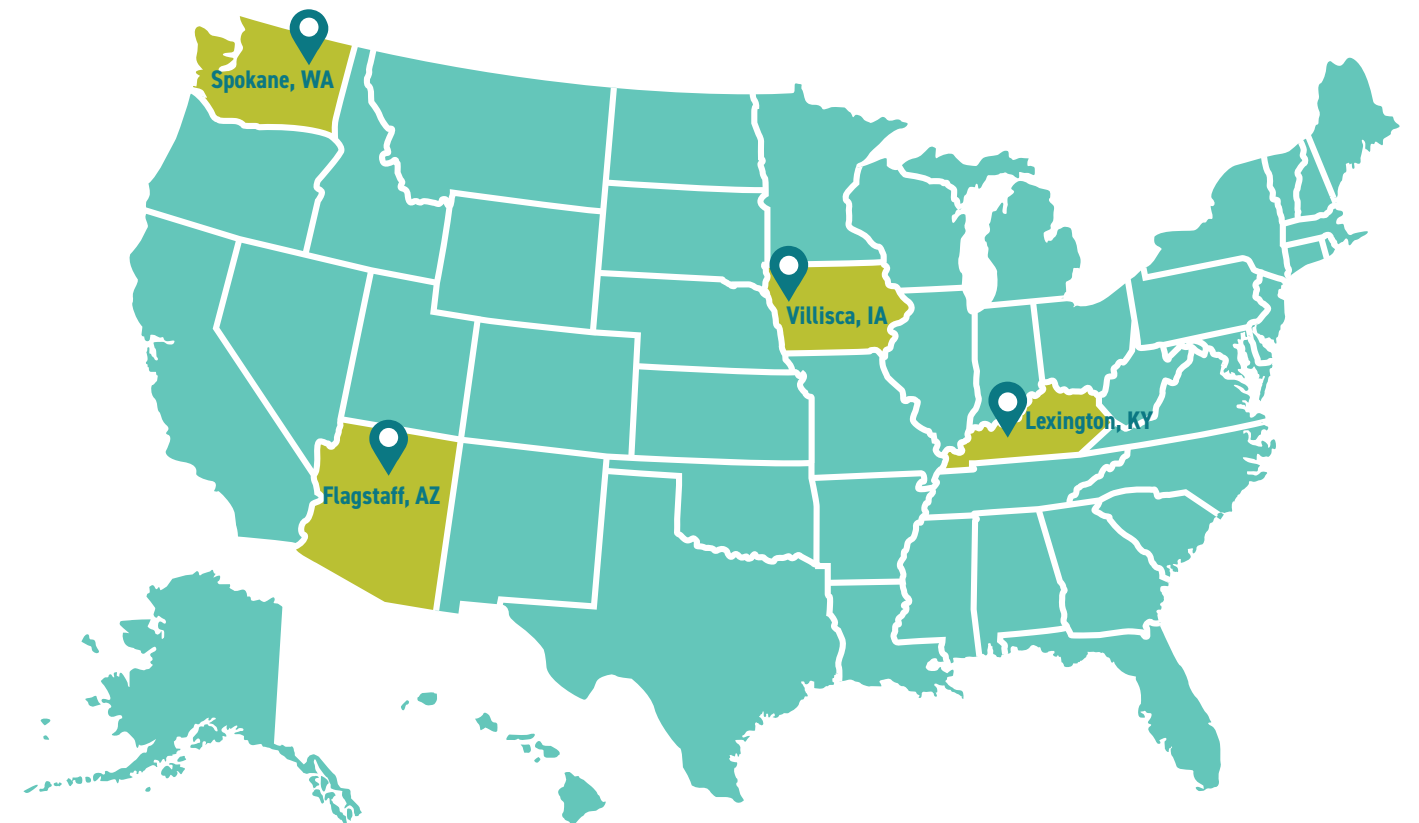 Spokane, WA
Villisca, IA
Lexington, KY
Flagstaff, AZ